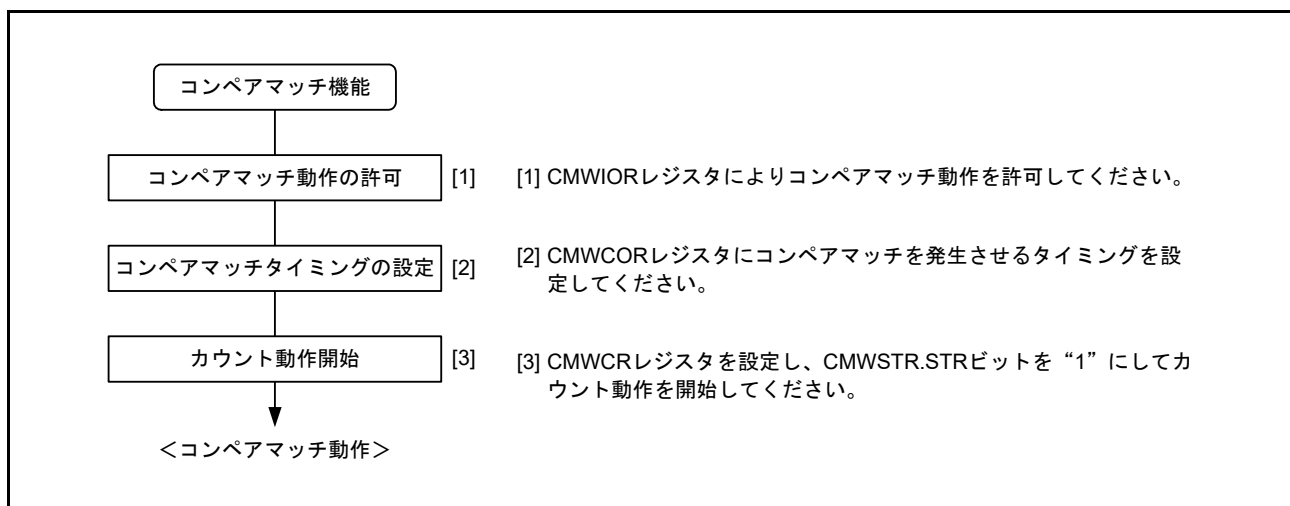 コンペアマッチ機能
コンペアマッチ動作の許可 [1] [1] CMWIORレジスタによりコンペアマッチ動作を許可してください。
コンペアマッチタイミングの設定 [2] [2] CMWCORレジスタにコンペアマッチを発生させるタイミングを設
定してください。
カウント動作開始 [3] [3] CMWCRレジスタを設定し、CMWSTR.STRビットを“1”にしてカ
ウント動作を開始してください。
＜コンペアマッチ動作＞